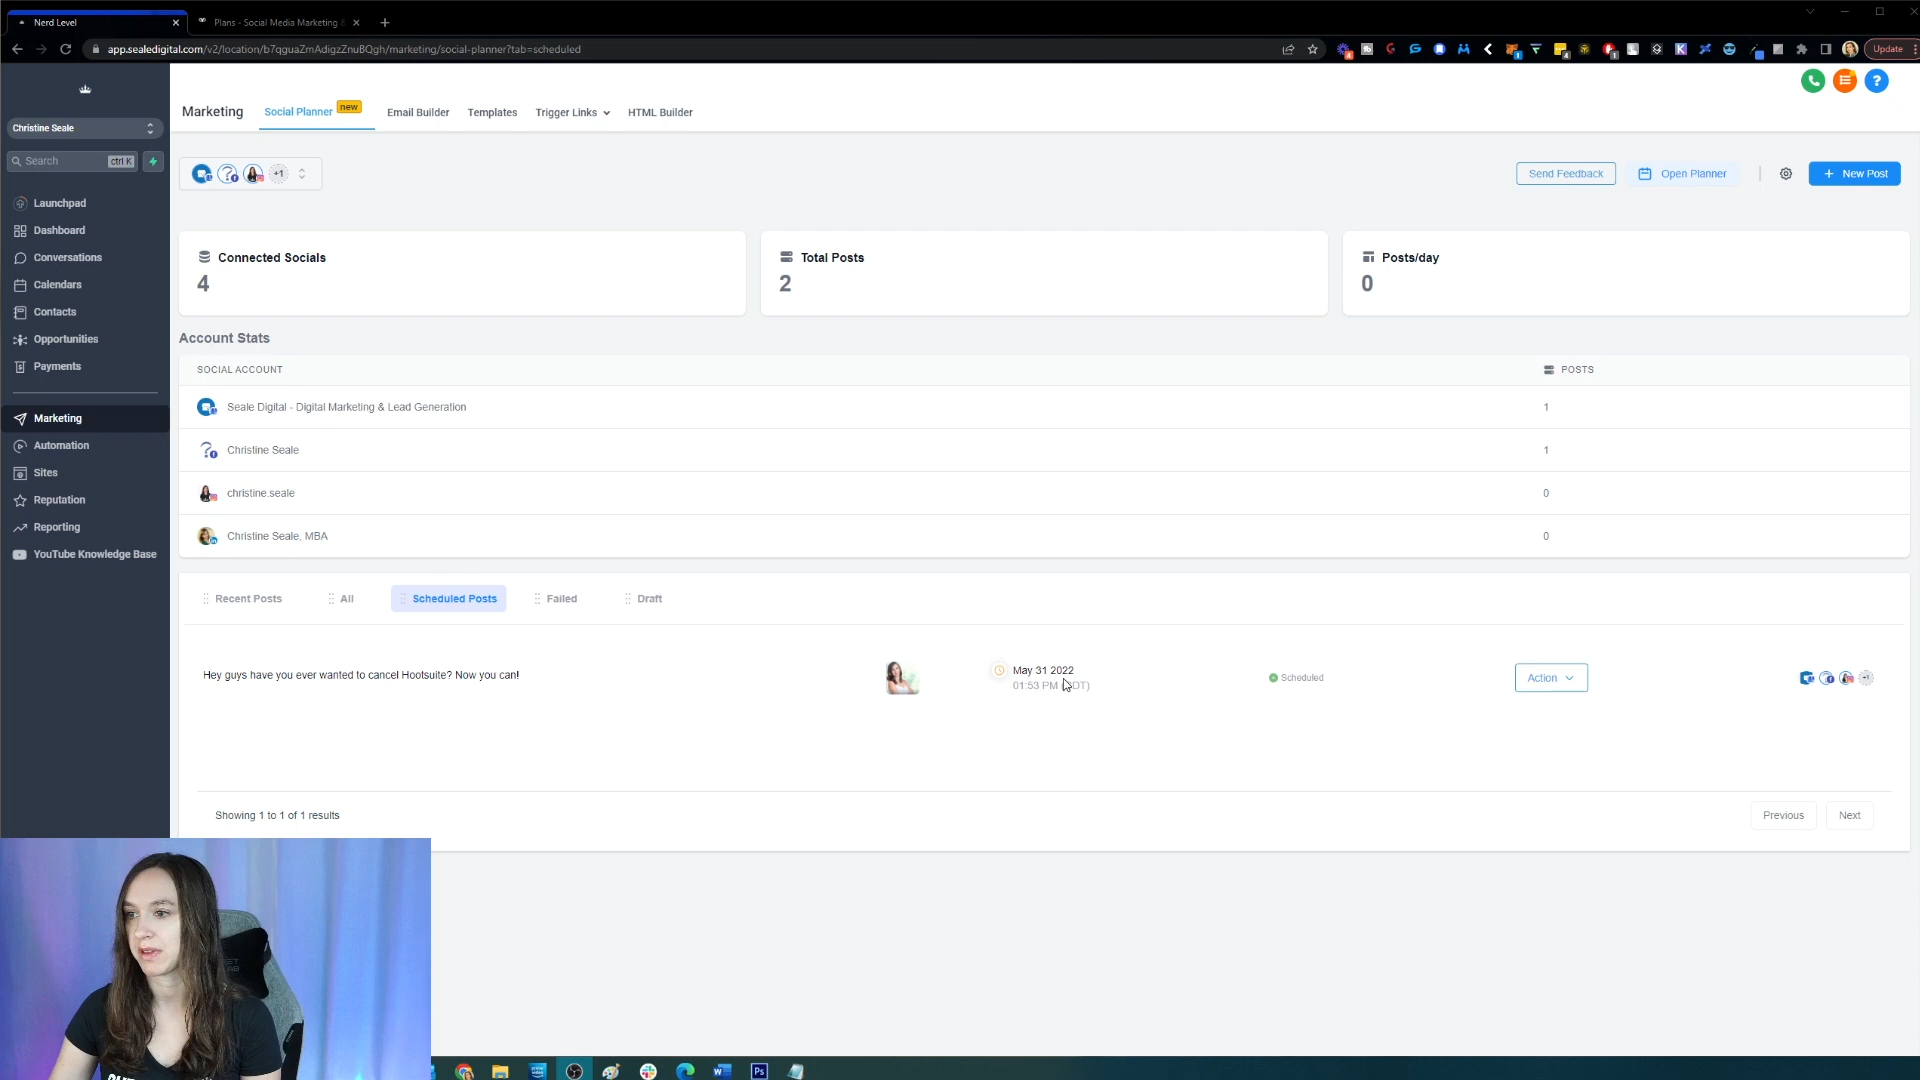 Nerd Level
Plans - Social Media Marketing &
app.sealedigital.com/v2/location/b7qguaZmAdigzZnuBQgh/marketing/social-planner?tab=scheduled
Update
Christine Seale
Search
ctrl K
Launchpad
Dashboard
Conversations
Calendars
Contacts
Opportunities
Payments
Marketing
Automation
Sites
Reputation
Reporting
YouTube Knowledge Base
Marketing
Social Planner
new
Email Builder
Templates
Trigger Links
HTML Builder
+1
Send Feedback
Open Planner
+ New Post
Connected Socials
4
Total Posts
2
Posts/day
0
Account Stats
SOCIAL ACCOUNT
POSTS
Seale Digital - Digital Marketing & Lead Generation
1
Christine Seale
1
christine.seale
0
Christine Seale, MBA
0
Recent Posts
All
Scheduled Posts
Failed
Draft
Hey guys have you ever wanted to cancel Hootsuite? Now you can!
May 31 2022
01:53 PM
Scheduled
Action
+1
Showing 1 to 1 of 1 results
Previous
Next
Ps